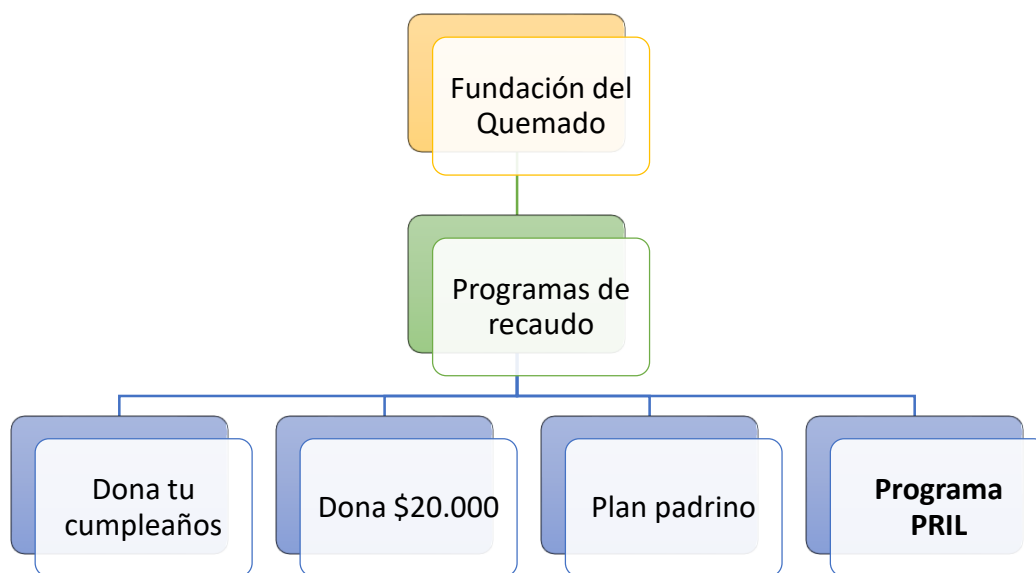 Fundación del
Quemado
Programas de
recaudo
Dona tu
cumpleaños
Dona $20.000
Plan padrino
Programa
PRIL